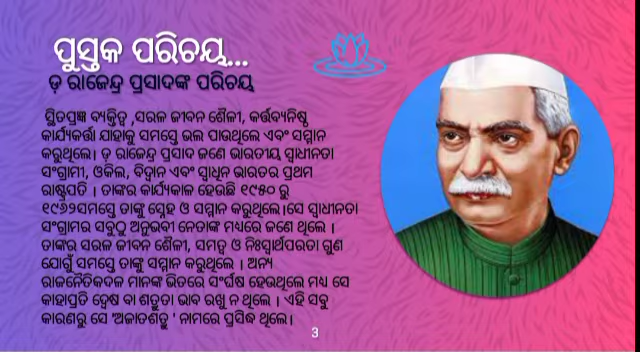 ପୁସ୍ତକ ପରିଚୟ...
ଡ଼ ରାଜେନ୍ଦ୍ର ପ୍ରସାଦଙ୍କ ପରିଚୟ
ସ୍ଥିତପ୍ରଜ୍ଞ ବ୍ୟକ୍ତିତ୍ୱ ,ସରଳ ଜୀବନ ଶୈଳୀ, କର୍ତ୍ତବ୍ୟନିଷ୍ଠ
କାର୍ଯ୍ୟକର୍ତ୍ତା ଯାହାକୁ ସମସ୍ତେ ଭଲ ପାଉଥିଲେ ଏବଂ ସମ୍ମାନ
କରୁଥିଲେ। ଡ଼ ରାଜେନ୍ଦ୍ର ପ୍ରସାଦ ଜଣେ ଭାରତୀୟ ସ୍ୱାଧୀନତା
ସଂଗ୍ରାମୀ, ଓକିଲ, ବିଦ୍ୱାନ ଏବଂ ସ୍ୱାଧିନ ଭାରତର ପ୍ରଥମ
ରାଷ୍ଟ୍ରପତି । ତାଙ୍କର କାର୍ଯ୍ୟକାଳ ହେଉଛି ୧୯୫୦ ରୁ
୧୯୬୨ସମସ୍ତେ ତାଙ୍କୁ ସ୍ନେହ ଓ ସମ୍ମାନ କରୁଥିଲେ।ସେ ସ୍ୱାଧୀନତା
ସଂଗ୍ରାମର ସବୁଠୁ ଅନୁଭବୀ ନେତାଙ୍କ ମଧ୍ୟରେ ଜଣେ ଥିଲେ ।
ତାଙ୍କର ସରଳ ଜୀବନ ଶୈଳୀ, ସମତ୍ୱ ଓ ନିଃସ୍ୱାର୍ଥପରତା ଗୁଣ
ଯୋଗୁଁ ସମସ୍ତେ ତାଙ୍କୁ ସମ୍ମାନ କରୁଥିଲେ । ଅନ୍ୟ
ରାଜନୈତିକଦଳ ମାନଙ୍କ ଭିତରେ ସଂର୍ଘଷ ହେଉଥିଲେ ମଧ୍ୟ ସେ
କାହାପ୍ରତି ଦ୍ୱେଷ ବା ଶତ୍ରୁତା ଭାବ ରଖୁ ନ ଥିଲେ । ଏହି ସବୁ
କାରଣରୁ ସେ 'ଅଜାତଶତ୍ରୁ ' ନାମରେ ପ୍ରସିଦ୍ଧ ଥିଲେ।
3